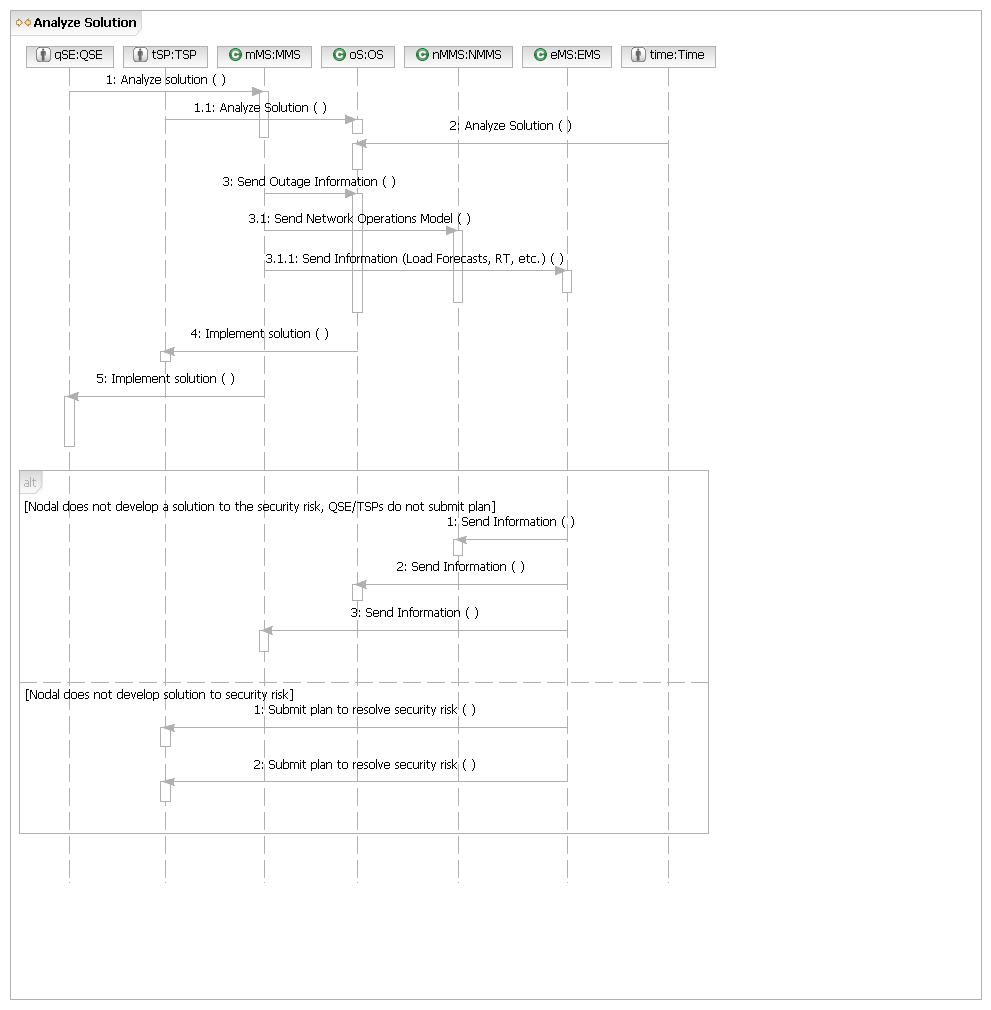 Analyze Solution
qSE:QSE
tSP:TSP
mMS:MMS
oS:OS
nMMS:NMMS
eMS:EMS
time:Time
1: Analyze solution ( )
1.1: Analyze Solution ( )
2: Analyze Solution ( )
3: Send Outage Information ( )
3.1: Send Network Operations Model ( )
3.1.1: Send Information (Load Forecasts, RT, etc.) ( )
4: Implement solution ( )
5: Implement solution ( )
alt
[Nodal does not develop a solution to the security risk, QSE/TSPs do not submit plan]
1: Send Information ( )
2: Send Information ( )
3: Send Information ( )
[Nodal does not develop solution to security risk]
1: Submit plan to resolve security risk ( )
2: Submit plan to resolve security risk ( )